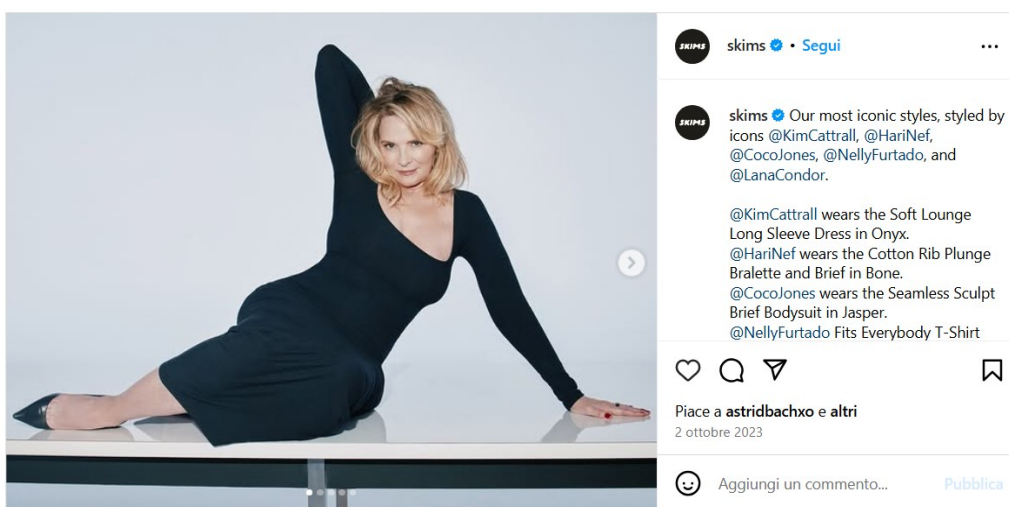 SKIMS
skims • Segui
SKIMS
skims Our most iconic styles, styled by
icons @KimCattrall, @HariNef,
@CocoJones, @NellyFurtado, and
@LanaCondor.
@KimCattrall wears the Soft Lounge
Long Sleeve Dress in Onyx.
@HariNef wears the Cotton Rib Plunge
Bralette and Brief in Bone.
@CocoJones wears the Seamless Sculpt
Brief Bodysuit in Jasper.
@NellyFurtado Fits Everybody T-Shirt
Piace a astridbachxo e altri
2 ottobre 2023
Aggiungi un commento...
Pubblica